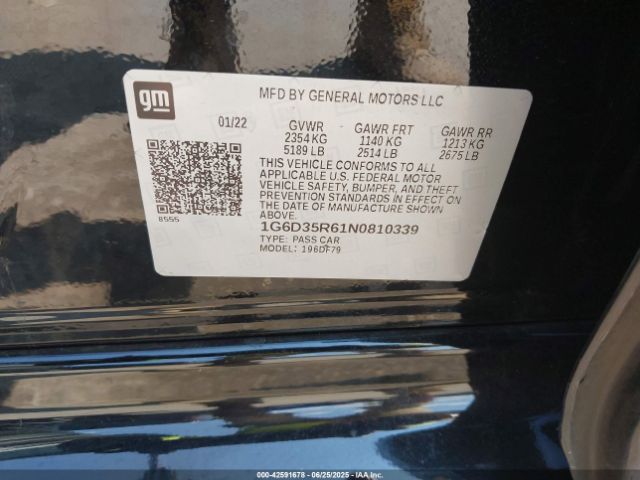 gm
MFD BY GENERAL MOTORS LLC
01/22 GVWR GAWR FRT GAWR RR
2354 KG 1140 KG 1213 KG
5189 LB 2514 LB 2675 LB
THIS VEHICLE CONFORMS TO ALL
APPLICABLE U.S. FEDERAL MOTOR
VEHICLE SAFETY, BUMPER, AND THEFT
PREVENTION STANDARDS IN EFFECT ON
THE DATE OF MANUFACTURE SHOWN
ABOVE.
8555
1G6D35R61N0810339
TYPE: PASS CAR
MODEL: 196DF79
000-42591678 - 06/25/2025 - IAAI.COM